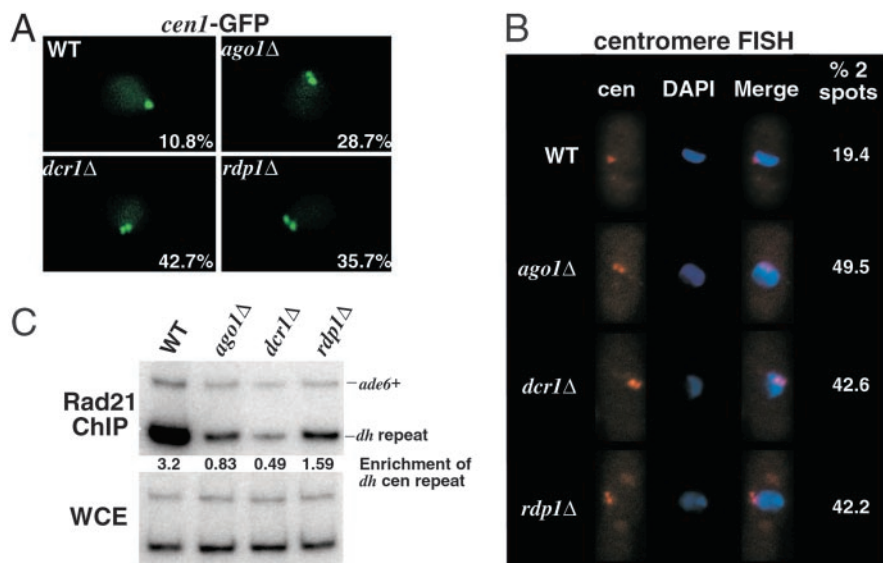 A
cen1-GFP
WT
10.8%
ago1Δ
28.7%
dcr1Δ
42.7%
rdp1Δ
35.7%
B
centromere FISH
cen DAPI Merge % 2 spots
WT 19.4
ago1Δ 49.5
dcr1Δ 42.6
rdp1Δ 42.2
C
WT ago1Δ dcr1Δ rdp1Δ
Rad21 ChIP
ade6+
dh repeat
3.2 0.83 0.49 1.59 Enrichment of
dh cen repeat
WCE